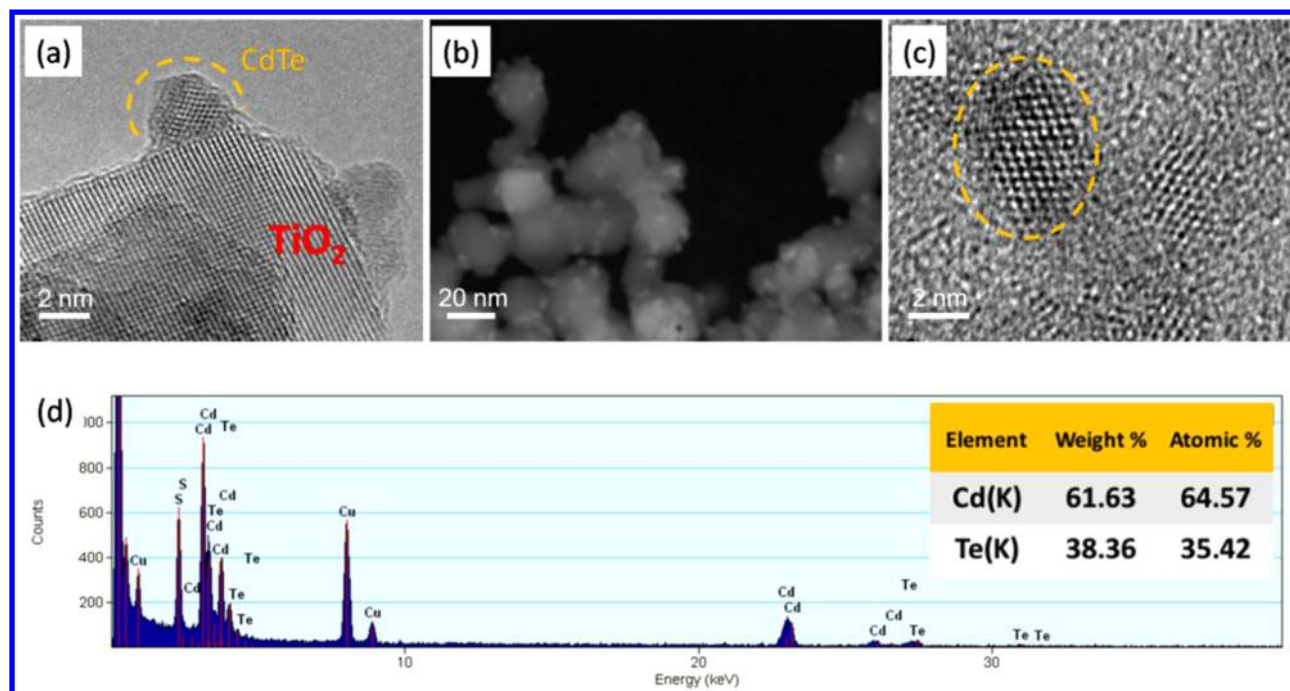 (a)
CdTe
TiO₂
2 nm
(b)
20 nm
(c)
2 nm
(d)
Counts
000
800
600
400
200
Cu
S
S
Cd
Cd
Cd
Te
Te
Cd
Cd
Cd
Te
Te
Te
Cu
Cu
Cd
Cd
Te
Cd
Cd
Te
Te
Te
10
20
30
Energy (keV)
Element Weight % Atomic %
Cd(K) 61.63 64.57
Te(K) 38.36 35.42